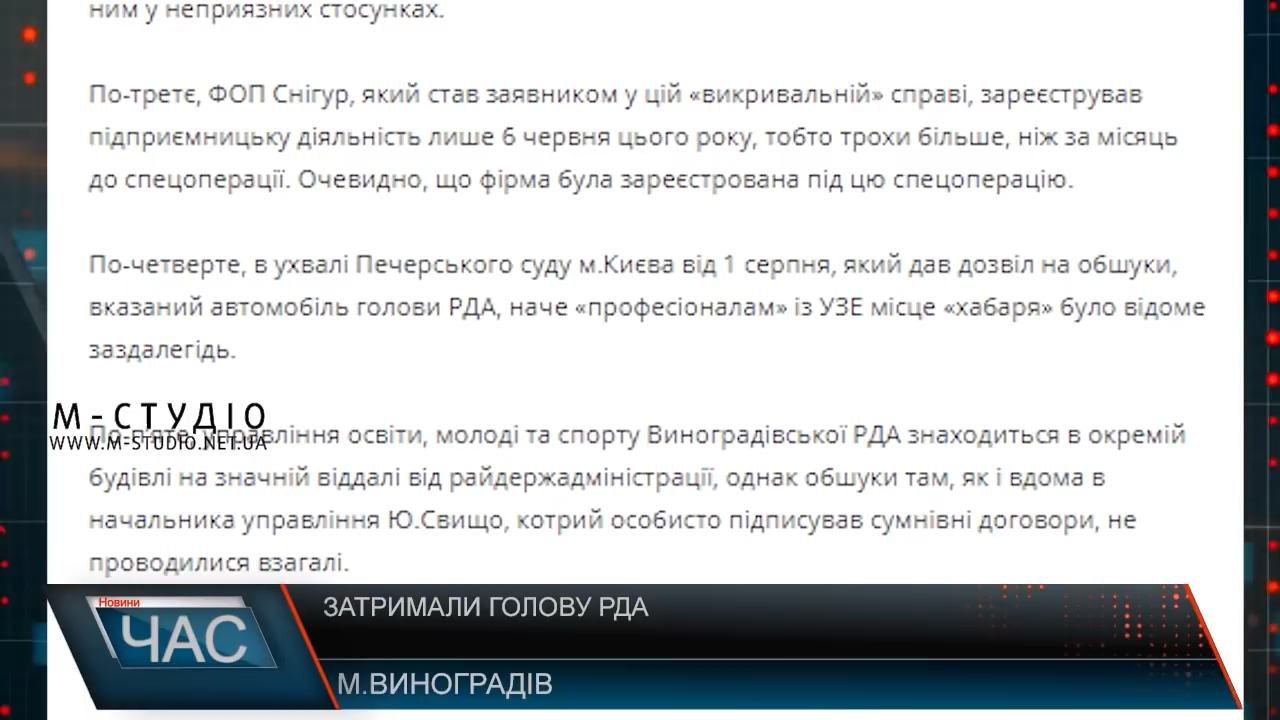 ним у неприязних стосунках.
По-третє, ФОП Снігур, який став заявником у цій «викривальній» справі, зареєстрував
підприємницьку діяльність лише 6 червня цього року, тобто трохи більше, ніж за місяць
до спецоперації. Очевидно, що фірма була зареєстрована під цю спецоперацію.
По-четверте, в ухвалі Печерського суду м.Києва від 1 серпня, який дав дозвіл на обшуки,
вказаний автомобіль голови РДА, наче «професіоналам» із УЗЕ місце «хабаря» було відоме
заздалегідь.
М-СТУДІО
WWW.M-STUDIO.NET.UA
По-п'яте, управління освіти, молоді та спорту Виноградівської РДА знаходиться в окремій
будівлі на значній віддалі від райдержадміністрації, однак обшуки там, як і вдома в
начальника управління Ю.Свищо, котрий особисто підписував сумнівні договори, не
проводилися взагалі.
Новини
ЧАС
ЗАТРИМАЛИ ГОЛОВУ РДА
М.ВИНОГРАДІВ